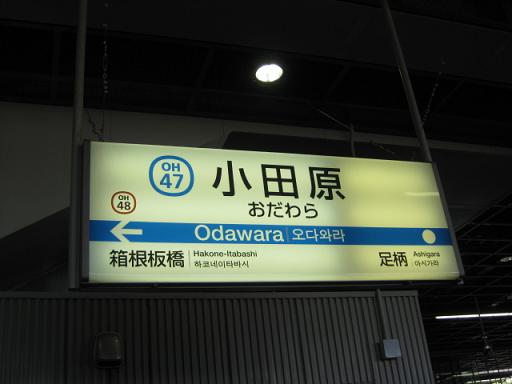 OH
47
小田原
おだわら
OH
48
Odawara 오다와라
箱根板橋 Hakone-Itabashi
하코네이타바시
足柄 Ashigara
아시가라